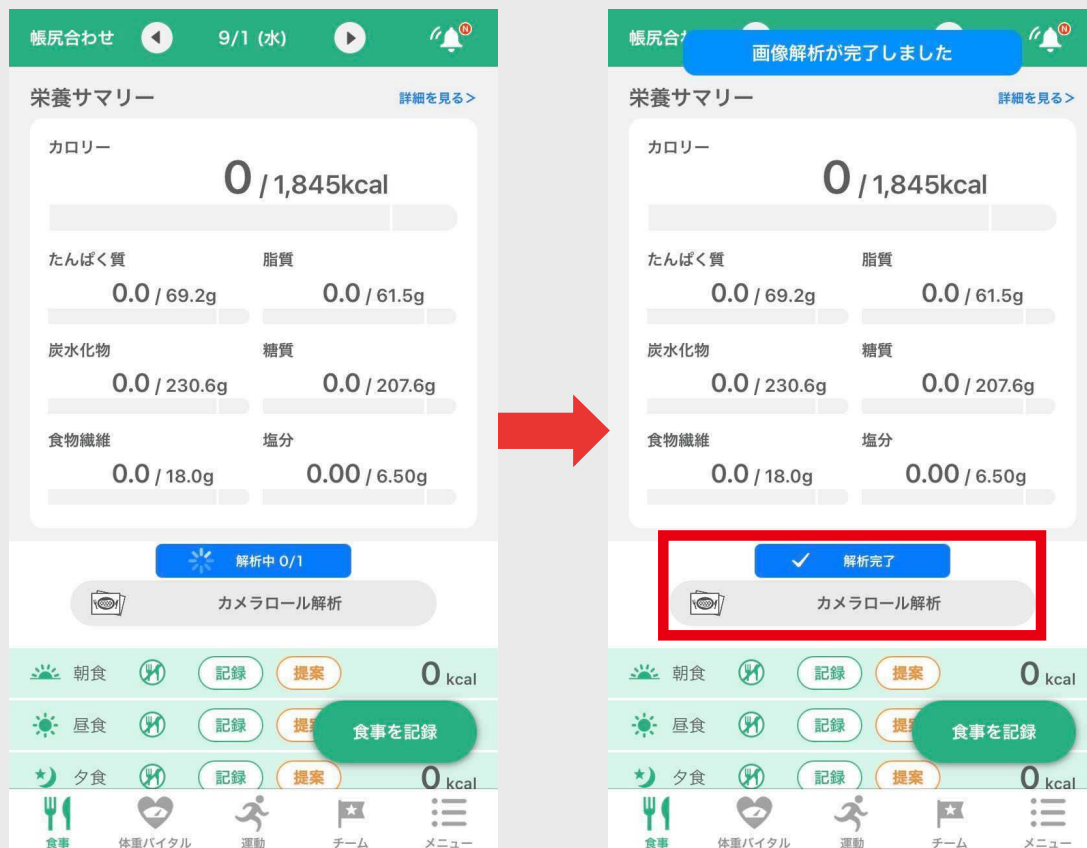 帳尻合わせ 9/1 (水) N
栄養サマリー 詳細を見る>
カロリー
0 / 1,845kcal
たんぱく質 脂質
0.0 / 69.2g 0.0 / 61.5g
炭水化物 糖質
0.0 / 230.6g 0.0 / 207.6g
食物繊維 塩分
0.0 / 18.0g 0.00 / 6.50g
解析中 0/1
カメラロール解析
朝食 記録 提案 0 kcal
昼食 記録 提
食事を記録
夕食 記録 提案 0 kcal
食事 体重バイタル 運動 チーム メニュー
帳尻合 N
画像解析が完了しました
栄養サマリー 詳細を見る>
カロリー
0 / 1,845kcal
たんぱく質 脂質
0.0 / 69.2g 0.0 / 61.5g
炭水化物 糖質
0.0 / 230.6g 0.0 / 207.6g
食物繊維 塩分
0.0 / 18.0g 0.00 / 6.50g
解析完了
カメラロール解析
朝食 記録 提案 0 kcal
昼食 記録 提
食事を記録
夕食 記録 提案 0 kcal
食事 体重バイタル 運動 チーム メニュー